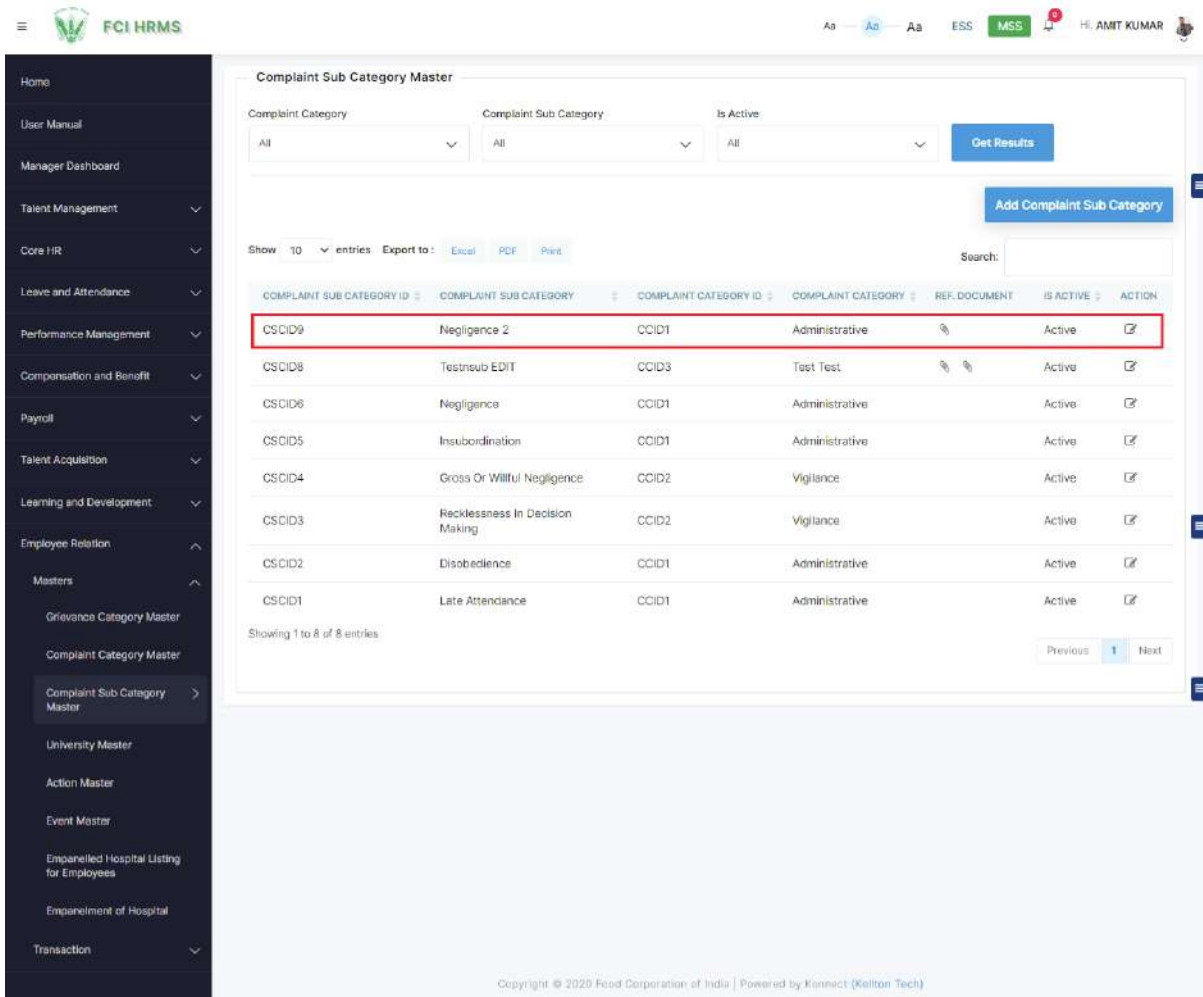 FCI HRMS
Aa Aa Aa ESS MSS 0 Hi, AMIT KUMAR
Home
User Manual
Manager Dashboard
Talent Management
Core HR
Leave and Attendance
Performance Management
Compensation and Benefit
Payroll
Talent Acquisition
Learning and Development
Employee Relation
Masters
Grievance Category Master
Complaint Category Master
Complaint Sub Category
Master
University Master
Action Master
Event Master
Empanelled Hospital Listing
for Employees
Empanelment of Hospital
Transaction
Complaint Sub Category Master
Complaint Category Complaint Sub Category Is Active
All All All Get Results
Add Complaint Sub Category
Show 10 entries Export to : Excel PDF Print Search:
COMPLAINT SUB CATEGORY ID COMPLAINT SUB CATEGORY COMPLAINT CATEGORY ID COMPLAINT CATEGORY REF. DOCUMENT IS ACTIVE ACTION
CSCID9 Negligence 2 CCID1 Administrative Active
CSCID8 Testnsub EDIT CCID3 Test Test Active
CSCID6 Negligence CCID1 Administrative Active
CSCID5 Insubordination CCID1 Administrative Active
CSCID4 Gross Or Willful Negligence CCID2 Vigilance Active
CSCID3 Recklessness In Decision Making CCID2 Vigilance Active
CSCID2 Disobedience CCID1 Administrative Active
CSCID1 Late Attendance CCID1 Administrative Active
Showing 1 to 8 of 8 entries
Previous 1 Next
Copyright © 2020 Food Corporation of India | Powered by Konnect (Kellton Tech)